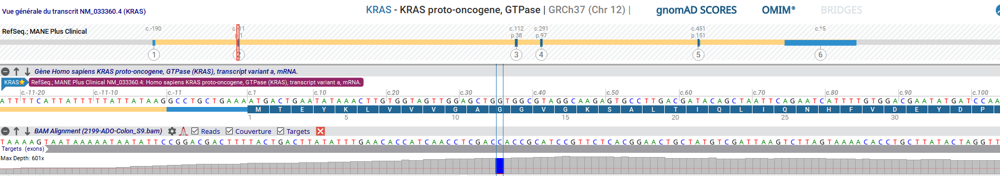 Vue générale du transcrit NM_033360.4 (KRAS)
KRAS - KRAS proto-oncogene, GTPase | GRCh37 (Chr 12) |
gnomAD SCORES
OMIM®
BRIDGES
RefSeq.; MANE Plus Clinical
c.-190 c.-11 c.112 c.291 c.451 c.*5
p.1 p.38 p.97 p.151
1 2 3 4 5 6
Gène Homo sapiens KRAS proto-oncogene, GTPase (KRAS), transcript variant a, mRNA.
KRAS RefSeq.; MANE Plus Clinical NM_033360.4: Homo sapiens KRAS proto-oncogene, GTPase (KRAS), transcript variant a, mRNA.
c.-11-20 c.-11-10 c.-11 c.1 c.10 c.20 c.30 c.40 c.50 c.60 c.70 c.80 c.90 c.100
A T T T T C A T T A T T T T T A T T A T A A G G C C T G C T G A A A A T G A C T G A A T A T A A A C T T G T G G T A G T T G G A G C T G G T G G C G T A G G C A A G A G T G C C T T G A C G A T A C A G C T A A T T C A G A A T C A T T T T G T G G A C G A A T A T G A T C C A A
M T E Y K L V V V G A G G V G K S A L T I Q L I Q N H F V D E Y D P
1 5 10 15 20 25 30
BAM Alignment (2199-ADO-Colon_S9.bam) Reads Couverture Targets
T A A A A G T A A T A A A A A T A A T A T T C C G G A C G A C T T T T A C T G A C T T A T A T T T G A A C A C C A T C A A C C T C G A C C A C C G C A T C C G T T C T C A C G G A A C T G C T A T G T C G A T T A A G T C T T A G T A A A A C A C C T G C T T A T A C T A G G T T
Targets (exons)
Max Depth: 601x